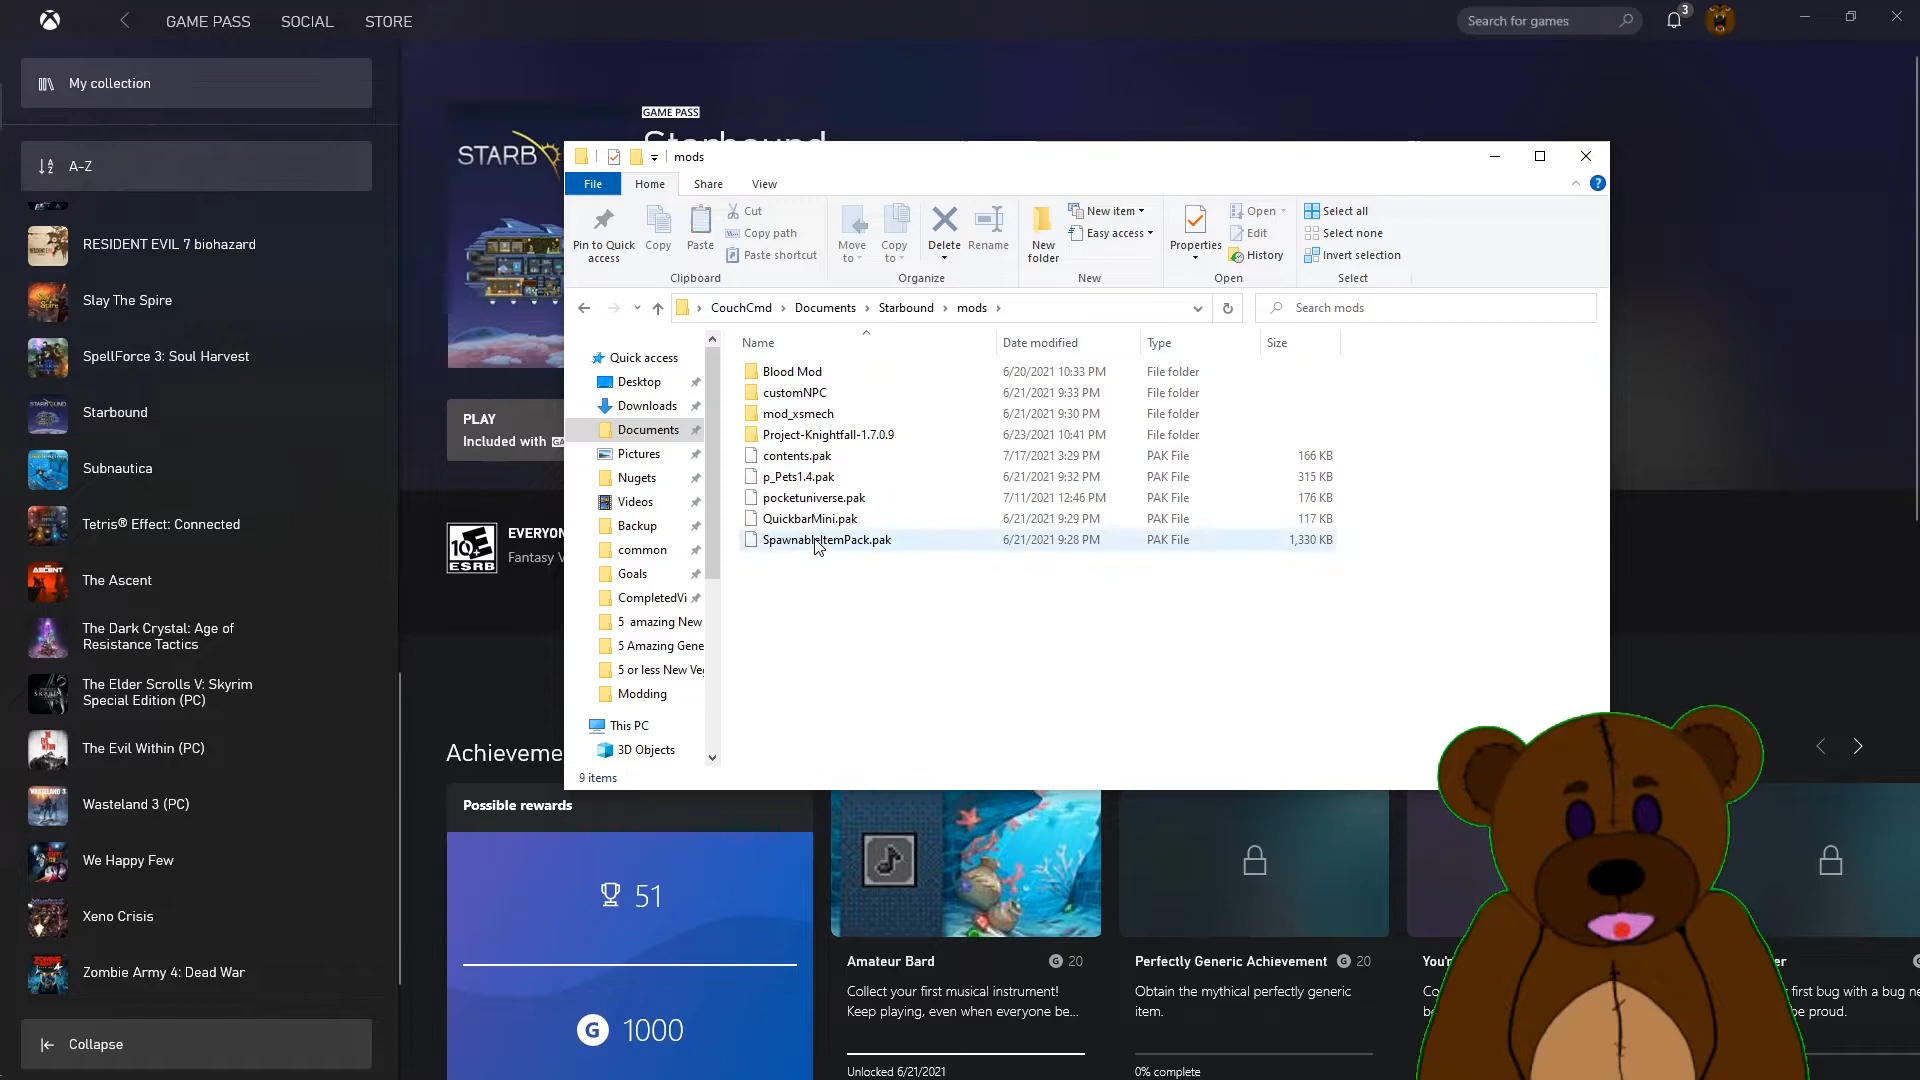 GAME PASS
SOCIAL
STORE
Search for games
3
My collection
A-Z
RESIDENT EVIL 7 biohazard
Slay The Spire
SpellForce 3: Soul Harvest
Starbound
Subnautica
Tetris® Effect: Connected
The Ascent
The Dark Crystal: Age of
Resistance Tactics
The Elder Scrolls V: Skyrim
Special Edition (PC)
The Evil Within (PC)
Wasteland 3 (PC)
We Happy Few
Xeno Crisis
Zombie Army 4: Dead War
Collapse
GAME PASS
Starbound
STARB
PLAY
Included with GA
10+
ESRB
EVERYON
Fantasy V
mods
File
Home
Share
View
Pin to Quick
access
Copy
Paste
Cut
Copy path
Paste shortcut
Clipboard
Move
to
Copy
to
Delete
Rename
Organize
New
folder
New item
Easy access
New
Properties
Open
Edit
History
Open
Select all
Select none
Invert selection
Select
CouchCmd
Documents
Starbound
mods
Search mods
Quick access
Desktop
Downloads
Documents
Pictures
Nugets
Videos
Backup
common
Goals
CompletedVi
5 amazing New
5 Amazing Gene
5 or less New Ve
Modding
This PC
3D Objects
Name Date modified Type Size
Blood Mod 6/20/2021 10:33 PM File folder
customNPC 6/21/2021 9:33 PM File folder
mod_xsmech 6/21/2021 9:30 PM File folder
Project-Knightfall-1.7.0.9 6/23/2021 10:41 PM File folder
contents.pak 7/17/2021 3:29 PM PAK File 166 KB
p_Pets1.4.pak 6/21/2021 9:32 PM PAK File 315 KB
pocketuniverse.pak 7/11/2021 12:46 PM PAK File 176 KB
QuickbarMini.pak 6/21/2021 9:29 PM PAK File 117 KB
SpawnableItemPack.pak 6/21/2021 9:28 PM PAK File 1,330 KB
9 items
Achieveme
Possible rewards
51
G 1000
Amateur Bard
G 20
Collect your first musical instrument!
Keep playing, even when everyone be...
Unlocked 6/21/2021
Perfectly Generic Achievement
G 20
Obtain the mythical perfectly generic
item.
0% complete
You'r
Co
be
er
first bug with a bug ne
be proud.